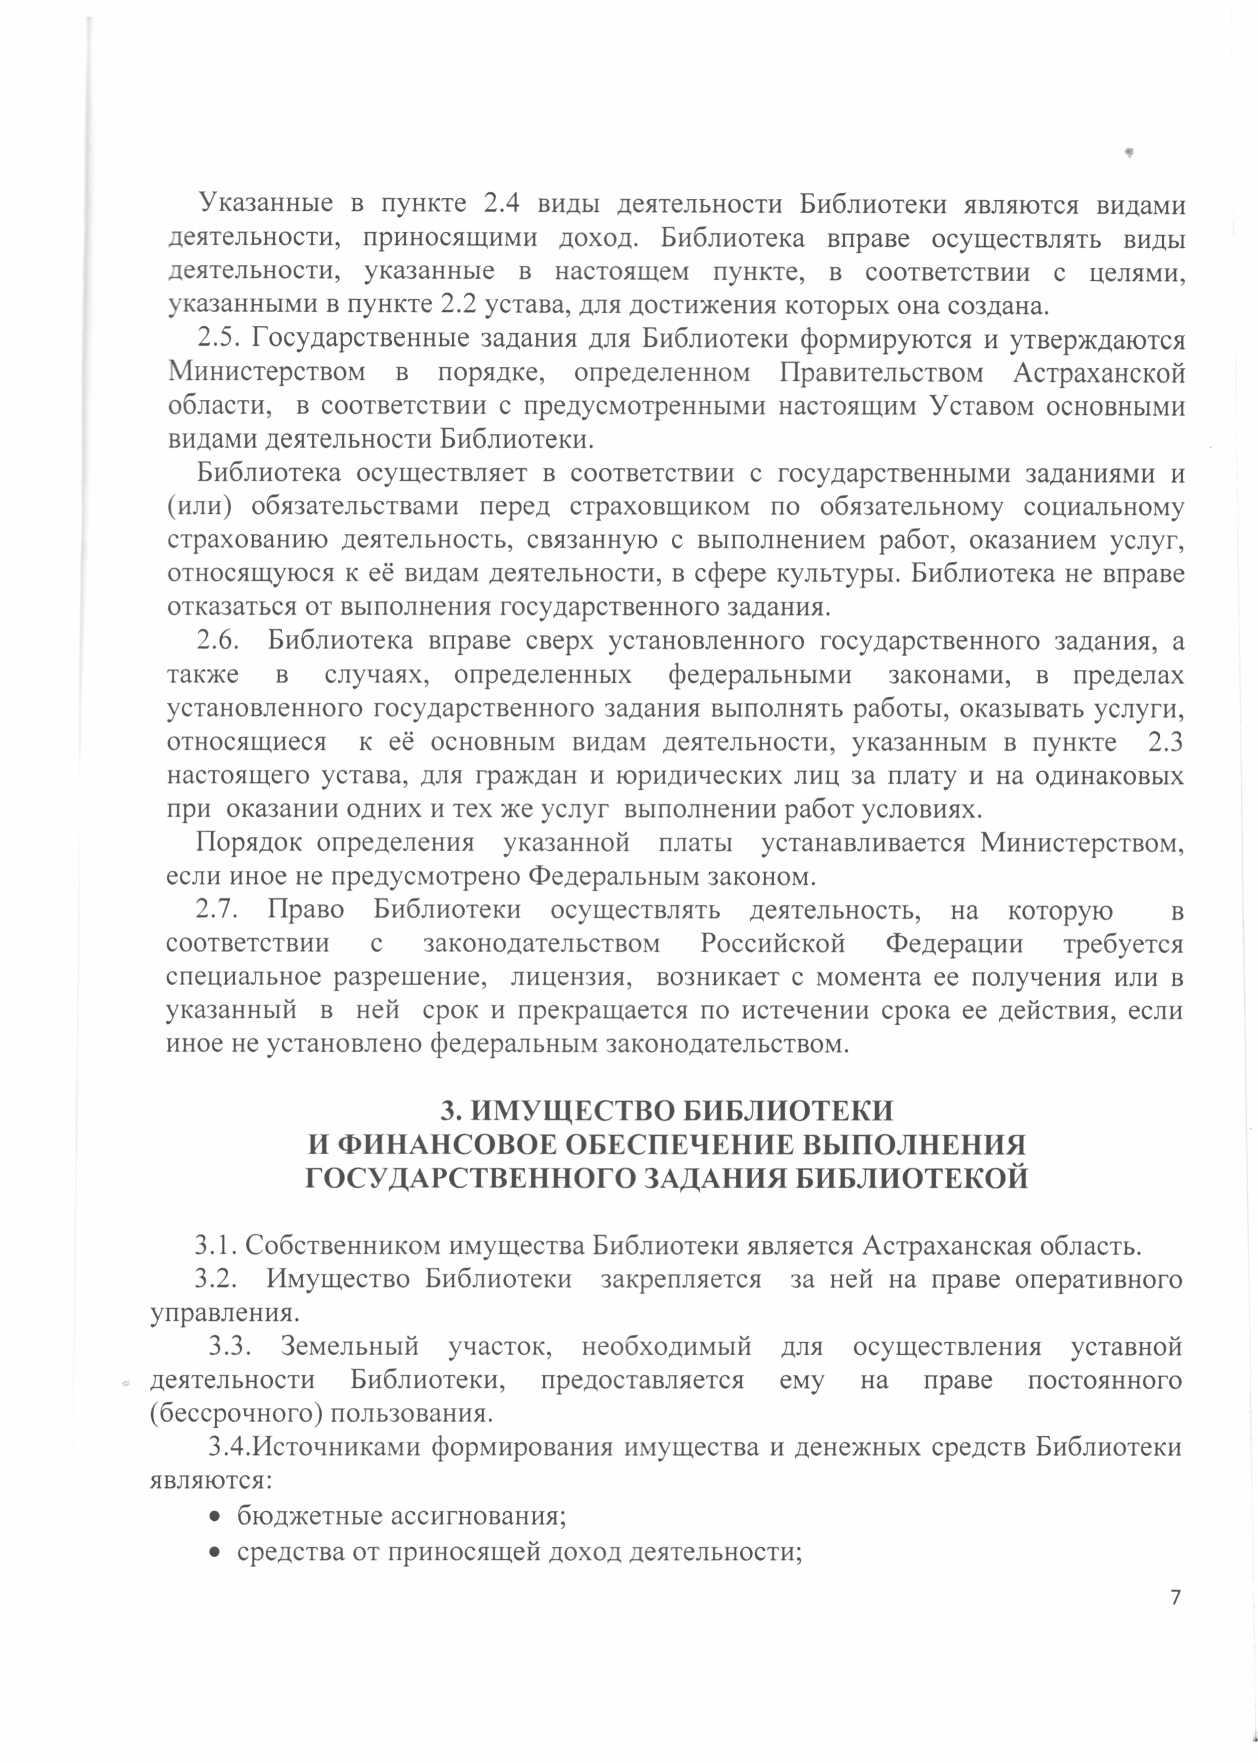 Указанные в пункте 2.4 виды деятельности Библиотеки являются видами
деятельности, приносящими доход. Библиотека вправе осуществлять виды
деятельности, указанные в настоящем пункте, в соответствии с целями,
указанными в пункте 2.2 устава, для достижения которых она создана.
2.5. Государственные задания для Библиотеки формируются и утверждаются
Министерством в порядке, определенном Правительством Астраханской
области, в соответствии с предусмотренными настоящим Уставом основными
видами деятельности Библиотеки.
Библиотека осуществляет в соответствии с государственными заданиями и
(или) обязательствами перед страховщиком по обязательному социальному
страхованию деятельность, связанную с выполнением работ, оказанием услуг,
относящуюся к её видам деятельности, в сфере культуры. Библиотека не вправе
отказаться от выполнения государственного задания.
2.6. Библиотека вправе сверх установленного государственного задания, а
также в случаях, определенных федеральными законами, в пределах
установленного государственного задания выполнять работы, оказывать услуги,
относящиеся к её основным видам деятельности, указанным в пункте 2.3
настоящего устава, для граждан и юридических лиц за плату и на одинаковых
при оказании одних и тех же услуг выполнении работ условиях.
Порядок определения указанной платы устанавливается Министерством,
если иное не предусмотрено Федеральным законом.
2.7. Право Библиотеки осуществлять деятельность, на которую в
соответствии с законодательством Российской Федерации требуется
специальное разрешение, лицензия, возникает с момента ее получения или в
указанный в ней срок и прекращается по истечении срока ее действия, если
иное не установлено федеральным законодательством.
3. ИМУЩЕСТВО БИБЛИОТЕКИ
И ФИНАНСОВОЕ ОБЕСПЕЧЕНИЕ ВЫПОЛНЕНИЯ
ГОСУДАРСТВЕННОГО ЗАДАНИЯ БИБЛИОТЕКОЙ
3.1. Собственником имущества Библиотеки является Астраханская область.
3.2. Имущество Библиотеки закрепляется за ней на праве оперативного
управления.
3.3. Земельный участок, необходимый для осуществления уставной
деятельности Библиотеки, предоставляется ему на праве постоянного
(бессрочного) пользования.
3.4.Источниками формирования имущества и денежных средств Библиотеки
являются:
• бюджетные ассигнования;
• средства от приносящей доход деятельности;
7